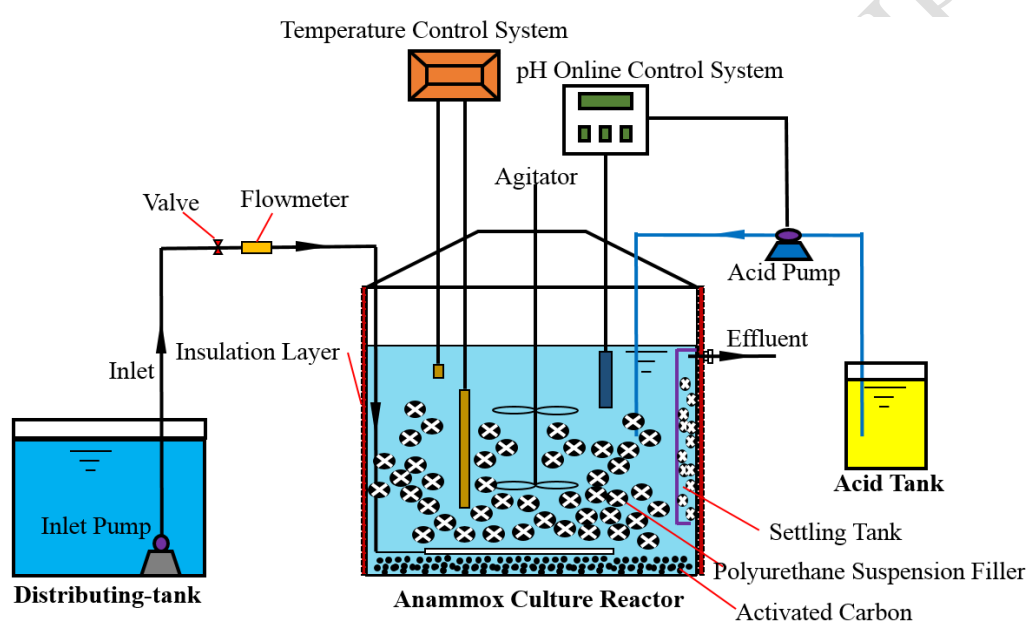 Temperature Control System
pH Online Control System
Agitator
Valve
Flowmeter
Acid Pump
Insulation Layer
Effluent
Inlet
Acid Tank
Inlet Pump
Settling Tank
Polyurethane Suspension Filler
Distributing-tank
Anammox Culture Reactor
Activated Carbon